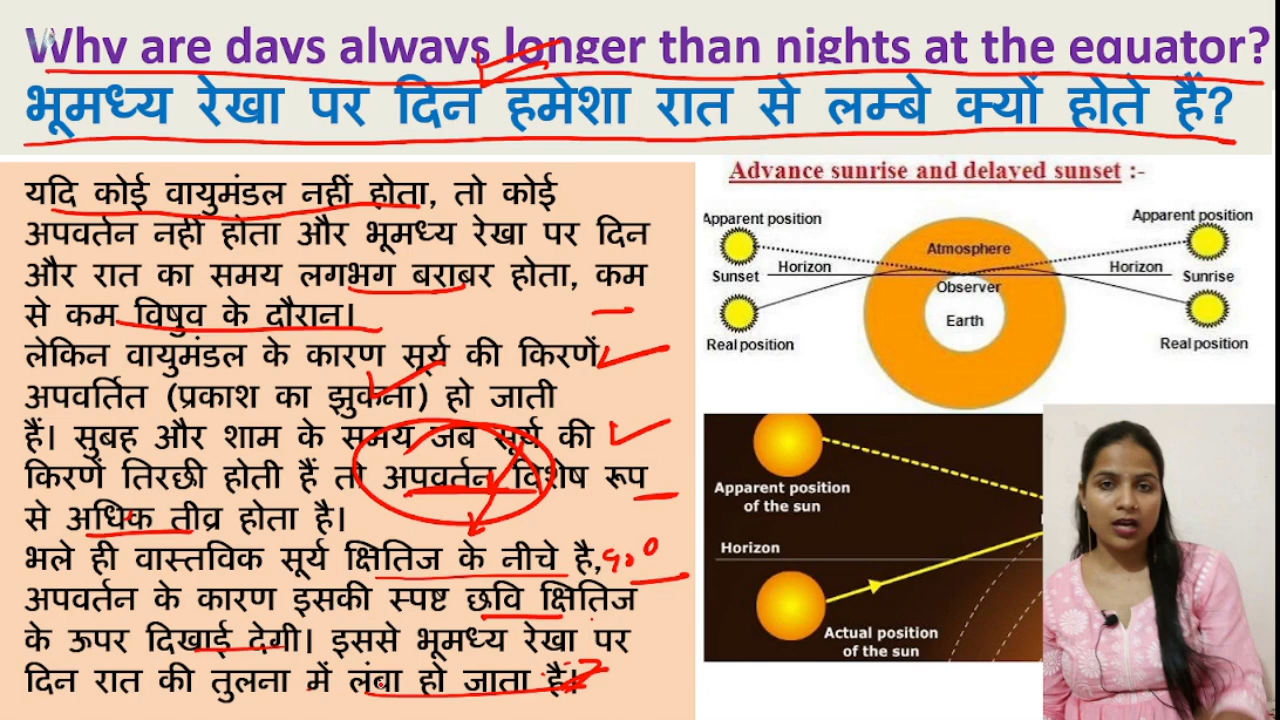 Why are days always longer than nights at the equator?
भूमध्य रेखा पर दिन हमेशा रात से लम्बे क्यों होते हैं?
यदि कोई वायुमंडल नहीं होता, तो कोई
अपवर्तन नहीं होता और भूमध्य रेखा पर दिन
और रात का समय लगभग बराबर होता, कम
से कम विषुव के दौरान।
लेकिन वायुमंडल के कारण सूर्य की किरणें
अपवर्तित (प्रकाश का झुकना) हो जाती
हैं। सुबह और शाम के समय जब सूर्य की
किरणें तिरछी होती हैं तो अपवर्तन विशेष रूप
से अधिक तीव्र होता है।
भले ही वास्तविक सूर्य क्षितिज के नीचे है,
अपवर्तन के कारण इसकी स्पष्ट छवि क्षितिज
के ऊपर दिखाई देगी। इससे भूमध्य रेखा पर
दिन रात की तुलना में लंबा हो जाता है।
Advance sunrise and delayed sunset :-
Apparent position
Apparent position
Atmosphere
Sunset
Horizon
Horizon
Sunrise
Observer
Earth
Real position
Real position
Apparent position
of the sun
Horizon
Actual position
of the sun